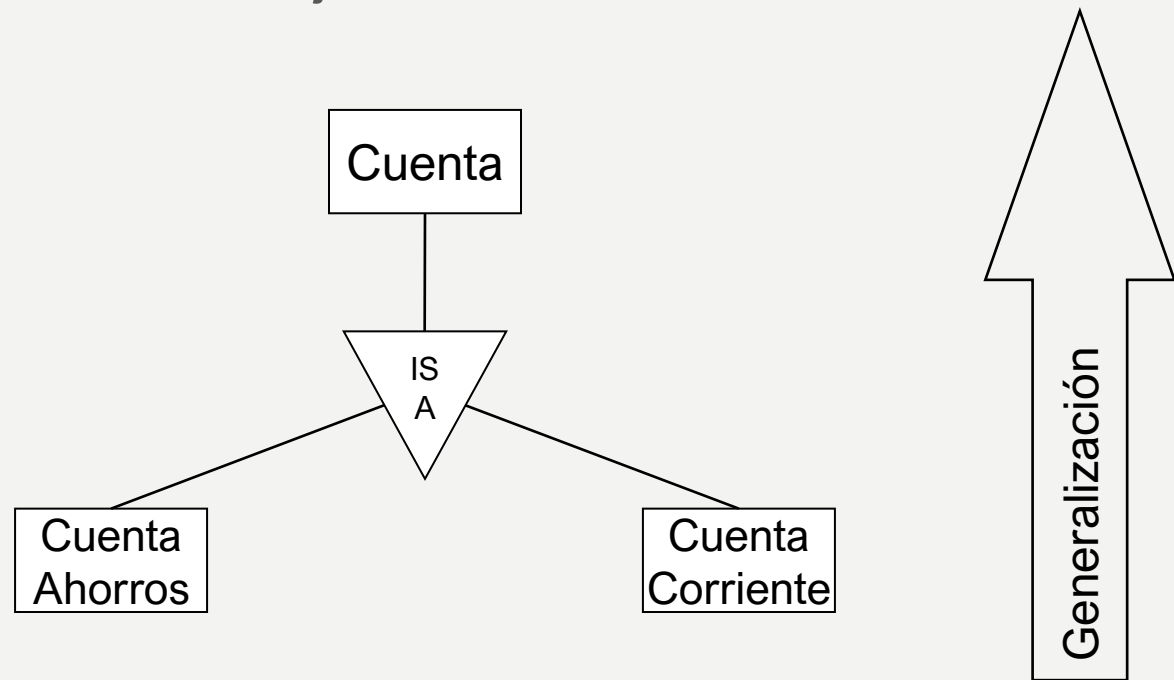 Cuenta
IS
A
Cuenta
Ahorros
Cuenta
Corriente
Generalización